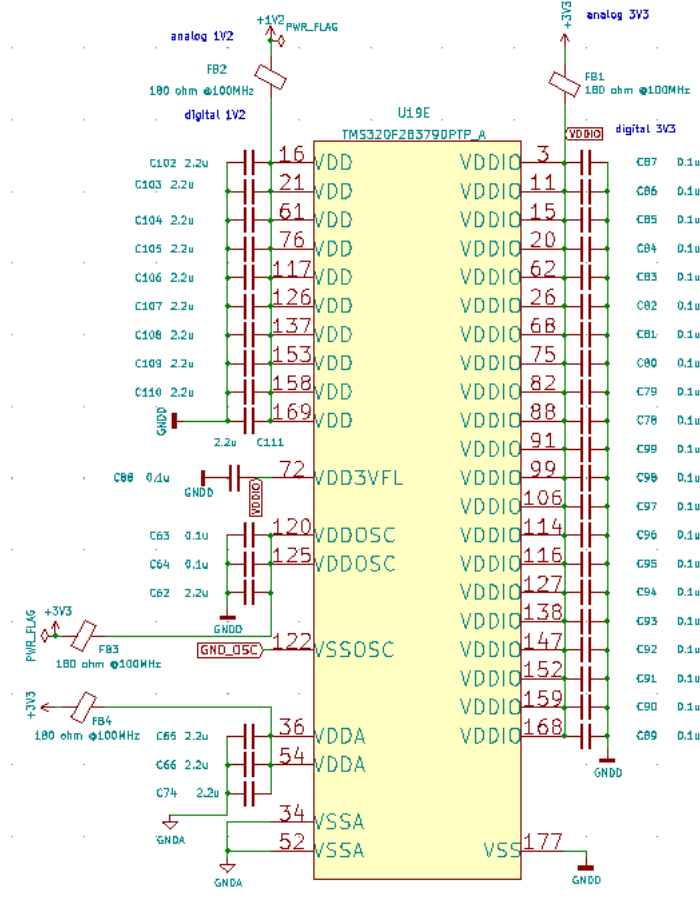 +1V2
PWR_FLAG
analog 1V2
FB2
180 ohm @100MHz
digital 1V2
+3V3
analog 3V3
FB1
180 ohm @100MHz
VDDIO
digital 3V3
U19E
TMS320F28379DPTP_A
C102 2.2u 16 VDD VDDIO 3 C87 0.1u
C103 2.2u 21 VDD VDDIO 11 C86 0.1u
C104 2.2u 61 VDD VDDIO 15 C85 0.1u
C105 2.2u 76 VDD VDDIO 20 C84 0.1u
C106 2.2u 117 VDD VDDIO 62 C83 0.1u
C107 2.2u 126 VDD VDDIO 26 C82 0.1u
C108 2.2u 137 VDD VDDIO 68 C81 0.1u
C109 2.2u 153 VDD VDDIO 75 C80 0.1u
C110 2.2u 158 VDD VDDIO 82 C79 0.1u
GNDD 169 VDD VDDIO 88 C78 0.1u
2.2u C111 VDDIO 91 C99 0.1u
C88 0.1u GNDD VDDIO 72 VDD3VFL VDDIO 99 C98 0.1u
VDDIO 106 C97 0.1u
C63 0.1u 120 VDDOSC VDDIO 114 C96 0.1u
C64 0.1u 125 VDDOSC VDDIO 116 C95 0.1u
C62 2.2u VDDIO 127 C94 0.1u
GNDD VDDIO 138 C93 0.1u
PWR_FLAG +3V3
FB3
180 ohm @100MHz
GND_OSC 122 VSSOSC VDDIO 147 C92 0.1u
VDDIO 152 C91 0.1u
+3V3 VDDIO 159 C90 0.1u
FB4
180 ohm @100MHz
C65 2.2u 36 VDDA VDDIO 168 C89 0.1u
C66 2.2u 54 VDDA GNDD
C74 2.2u
GNDA 34 VSSA
52 VSSA VSS 177
GNDA GNDD